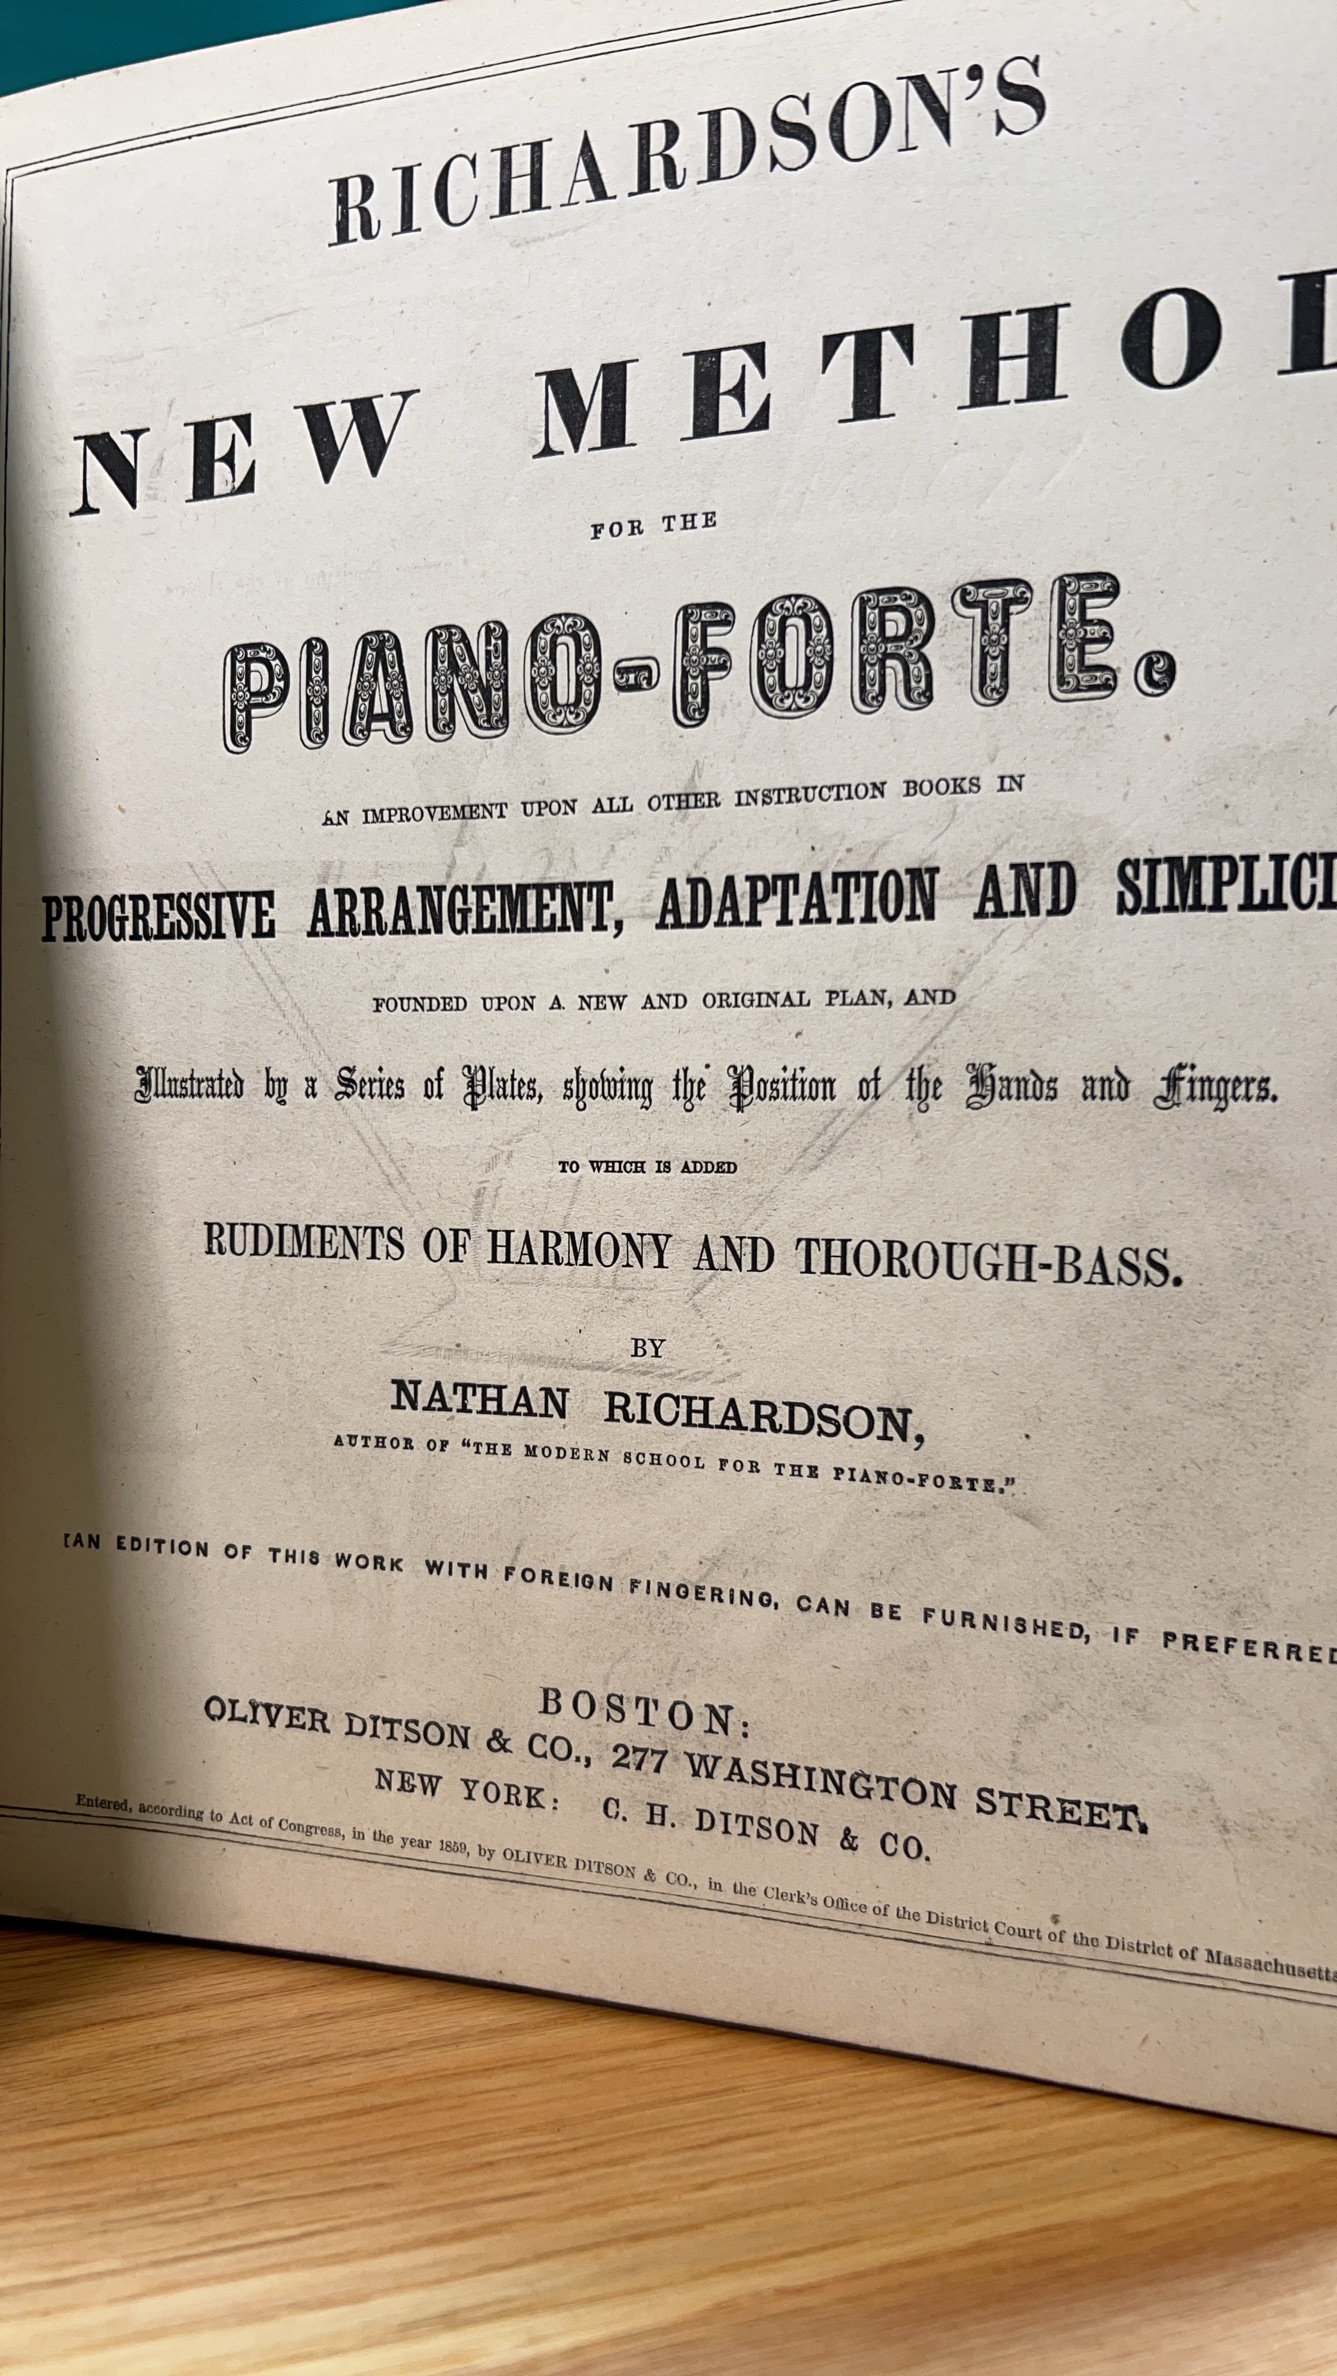 RICHARDSON'S
NEW METHOD
FOR THE
PIANO-FORTE.
AN IMPROVEMENT UPON ALL OTHER INSTRUCTION BOOKS IN
PROGRESSIVE ARRANGEMENT, ADAPTATION AND SIMPLICI
FOUNDED UPON A NEW AND ORIGINAL PLAN, AND
Illustrated by a Series of Plates, showing the Position of the Hands and Fingers.
TO WHICH IS ADDED
RUDIMENTS OF HARMONY AND THOROUGH-BASS.
BY
NATHAN RICHARDSON,
AUTHOR OF "THE MODERN SCHOOL FOR THE PIANO-FORTE."
[AN EDITION OF THIS WORK WITH FOREIGN FINGERING, CAN BE FURNISHED, IF PREFERRED
BOSTON:
OLIVER DITSON & CO., 277 WASHINGTON STREET.
NEW YORK: C. H. DITSON & CO.
Entered, according to Act of Congress, in the year 1859, by OLIVER DITSON & CO., in the Clerk's Office of the District Court of the District of Massachusetts